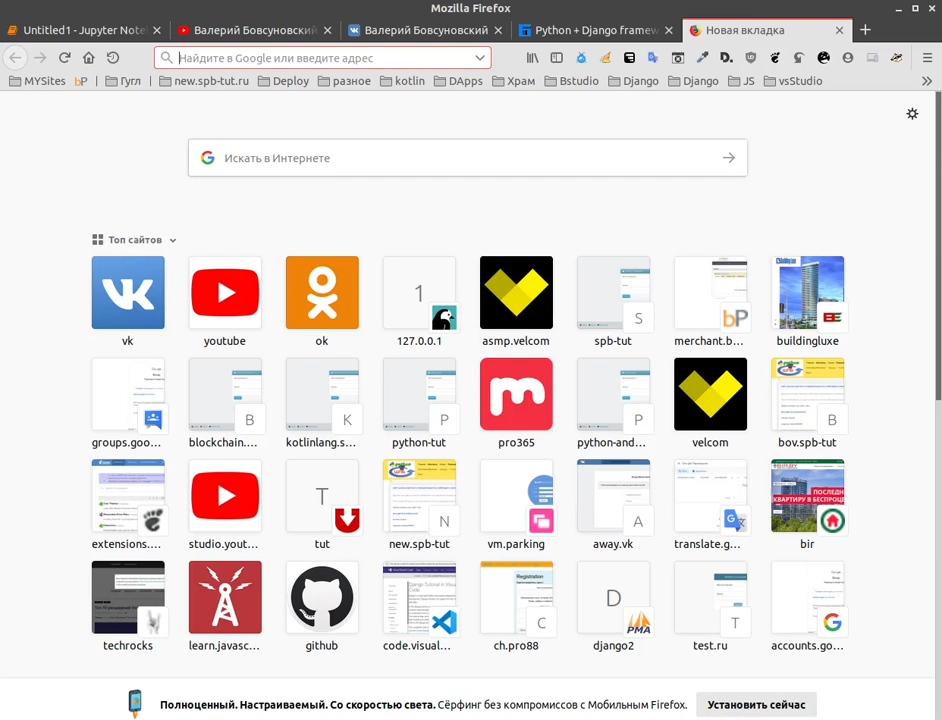 Mozilla Firefox
Untitled1 - Jupyter Note
Валерий Бовсуновский
Валерий Бовсуновский
Python + Django framew
Новая вкладка
Найдите в Google или введите адрес
MYSites
Гугл
new.spb-tut.ru
Deploy
разное
kotlin
DApps
Храм
Bstudio
Django
Django
JS
vsStudio
Искать в Интернете
Топ сайтов
1
S
bP
vk
youtube
ok
127.0.0.1
asmp.velcom
spb-tut
merchant.b...
buildingluxe
B
K
P
m
P
B
groups.goo...
blockchain....
kotlinlang.s...
python-tut
pro365
python-and...
velcom
bov.spb-tut
T
N
A
extensions....
studio.yout...
tut
new.spb-tut
vm.parking
away.vk
translate.g...
bir
Registration
C
D
PMA
T
techrocks
learn.javasc...
github
code.visual...
ch.pro88
django2
test.ru
accounts.go...
Полноценный. Настраиваемый. Со скоростью света. Сёрфинг без компромиссов с Мобильным Firefox.
Установить сейчас